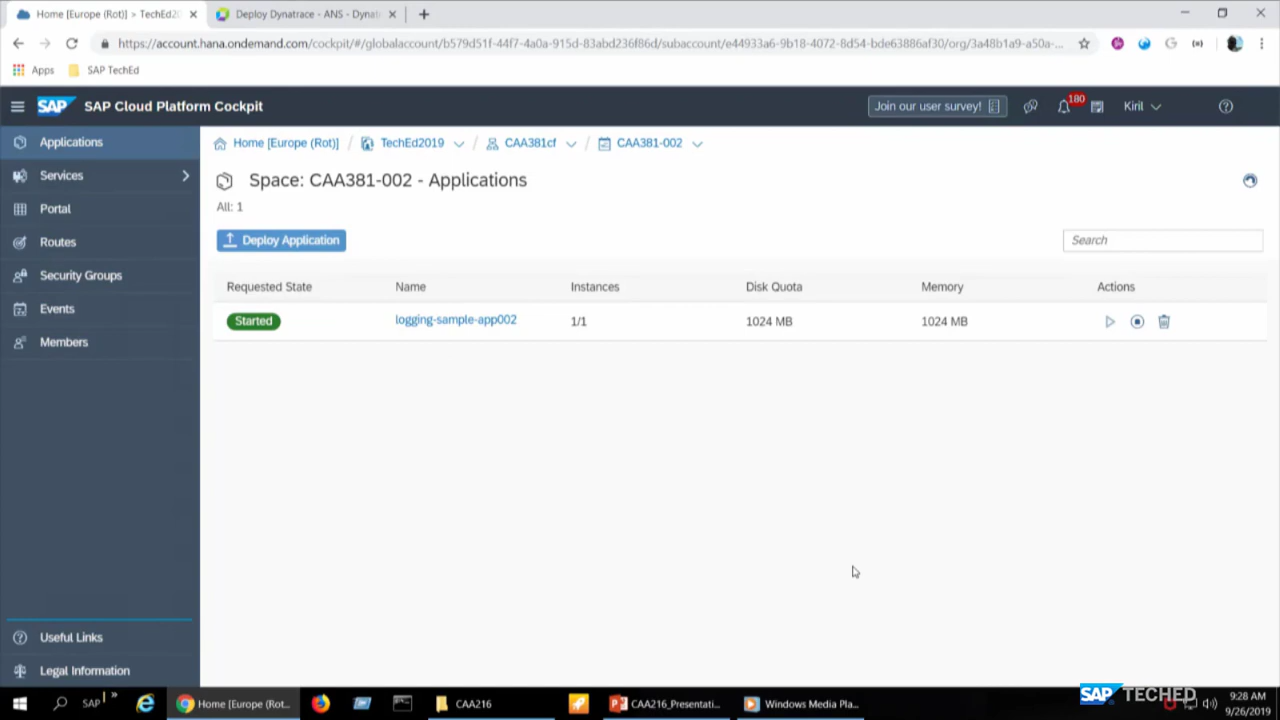 Home [Europe (Rot)] > TechEd20
Deploy Dynatrace - ANS - Dynat
https://account.hana.ondemand.com/cockpit/#/globalaccount/b579d51f-44f7-4a0a-915d-83abd236f86d/subaccount/e44933a6-9b18-4072-8d54-bde63886af30/org/3a48b1a9-a50a-...
Apps SAP TechEd
SAP SAP Cloud Platform Cockpit
Join our user survey! 180 Kiril
Applications
Services
Portal
Routes
Security Groups
Events
Members
Useful Links
Legal Information
Home [Europe (Rot)] / TechEd2019 / CAA381cf / CAA381-002
Space: CAA381-002 - Applications
All: 1
Deploy Application
Search
Requested State Name Instances Disk Quota Memory Actions
Started logging-sample-app002 1/1 1024 MB 1024 MB
SAP » Home [Europe (Rot... CAA216 CAA216_Presentati... Windows Media Pla...
SAP TECHED
9:28 AM
9/26/2019